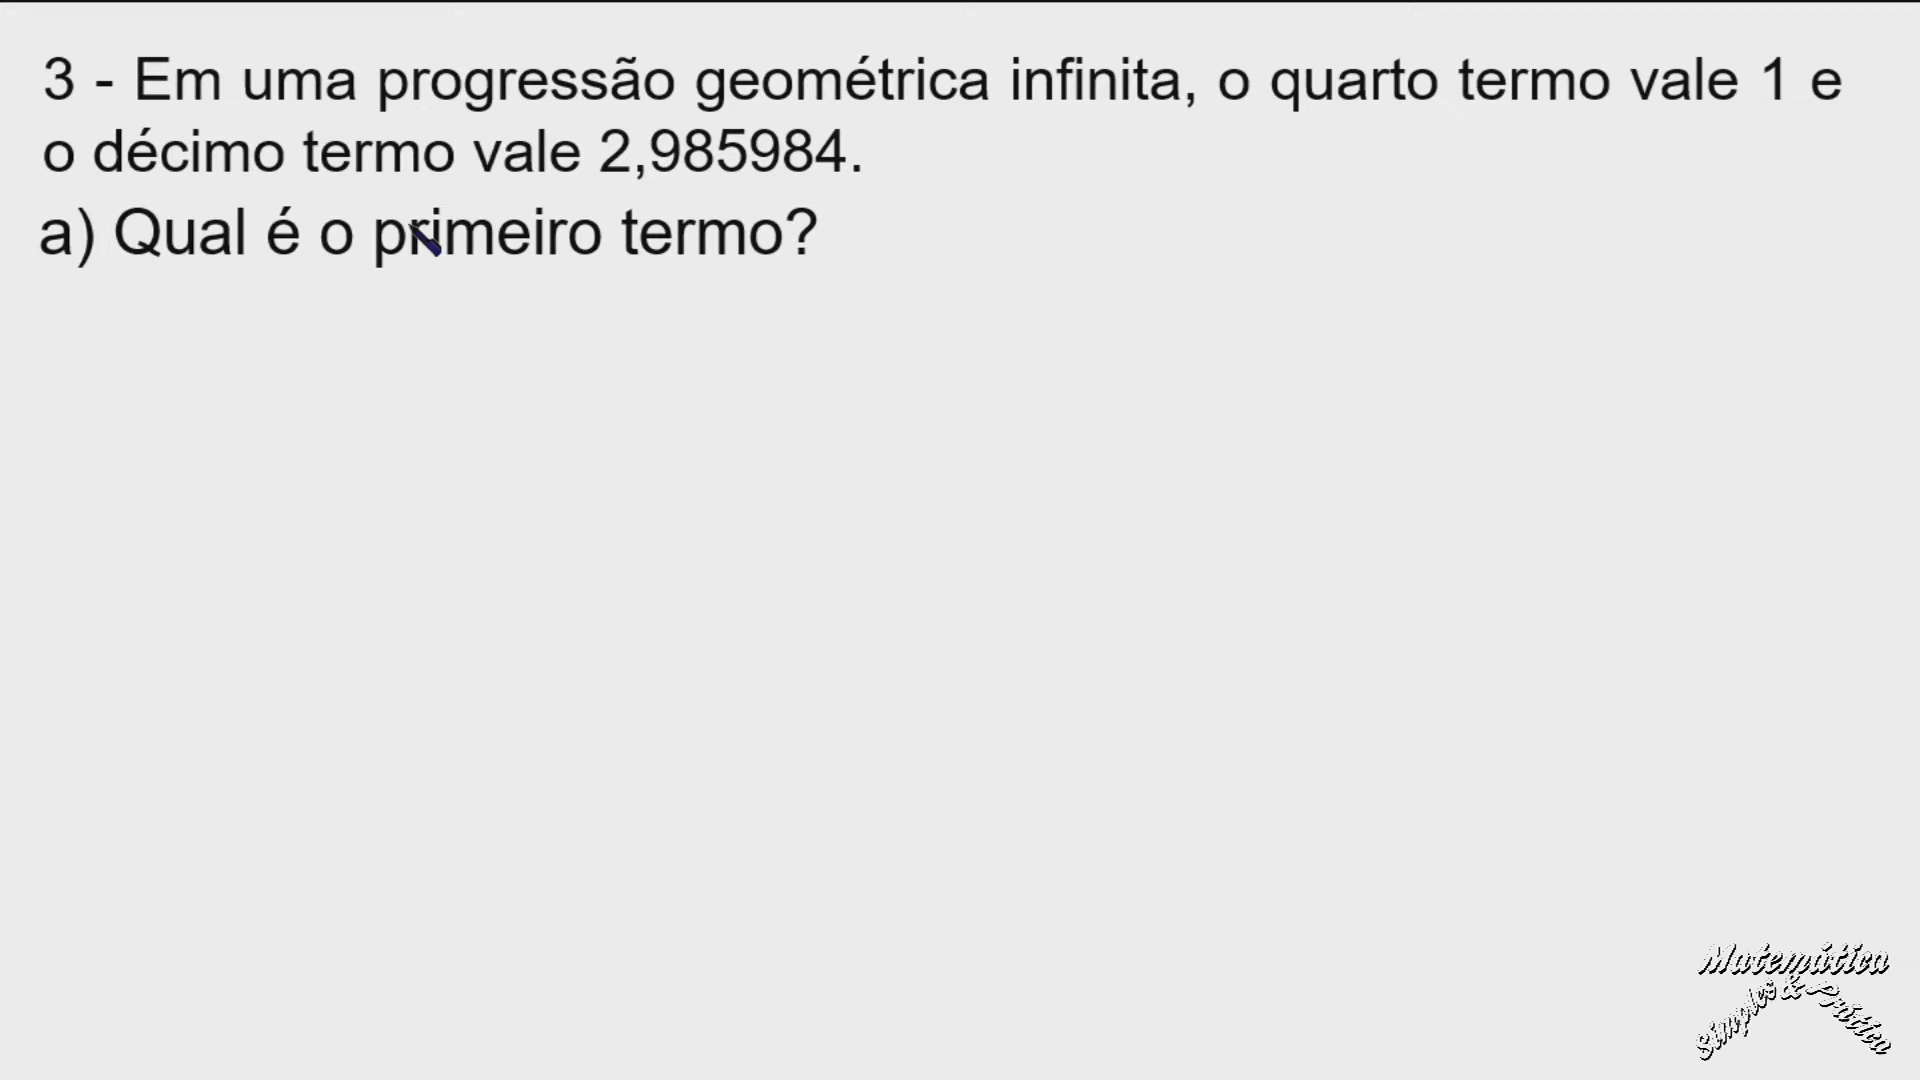 3 - Em uma progressão geométrica infinita, o quarto termo vale 1 e
o décimo termo vale 2,985984.
a) Qual é o primeiro termo?
Matemática
Simples & Prática